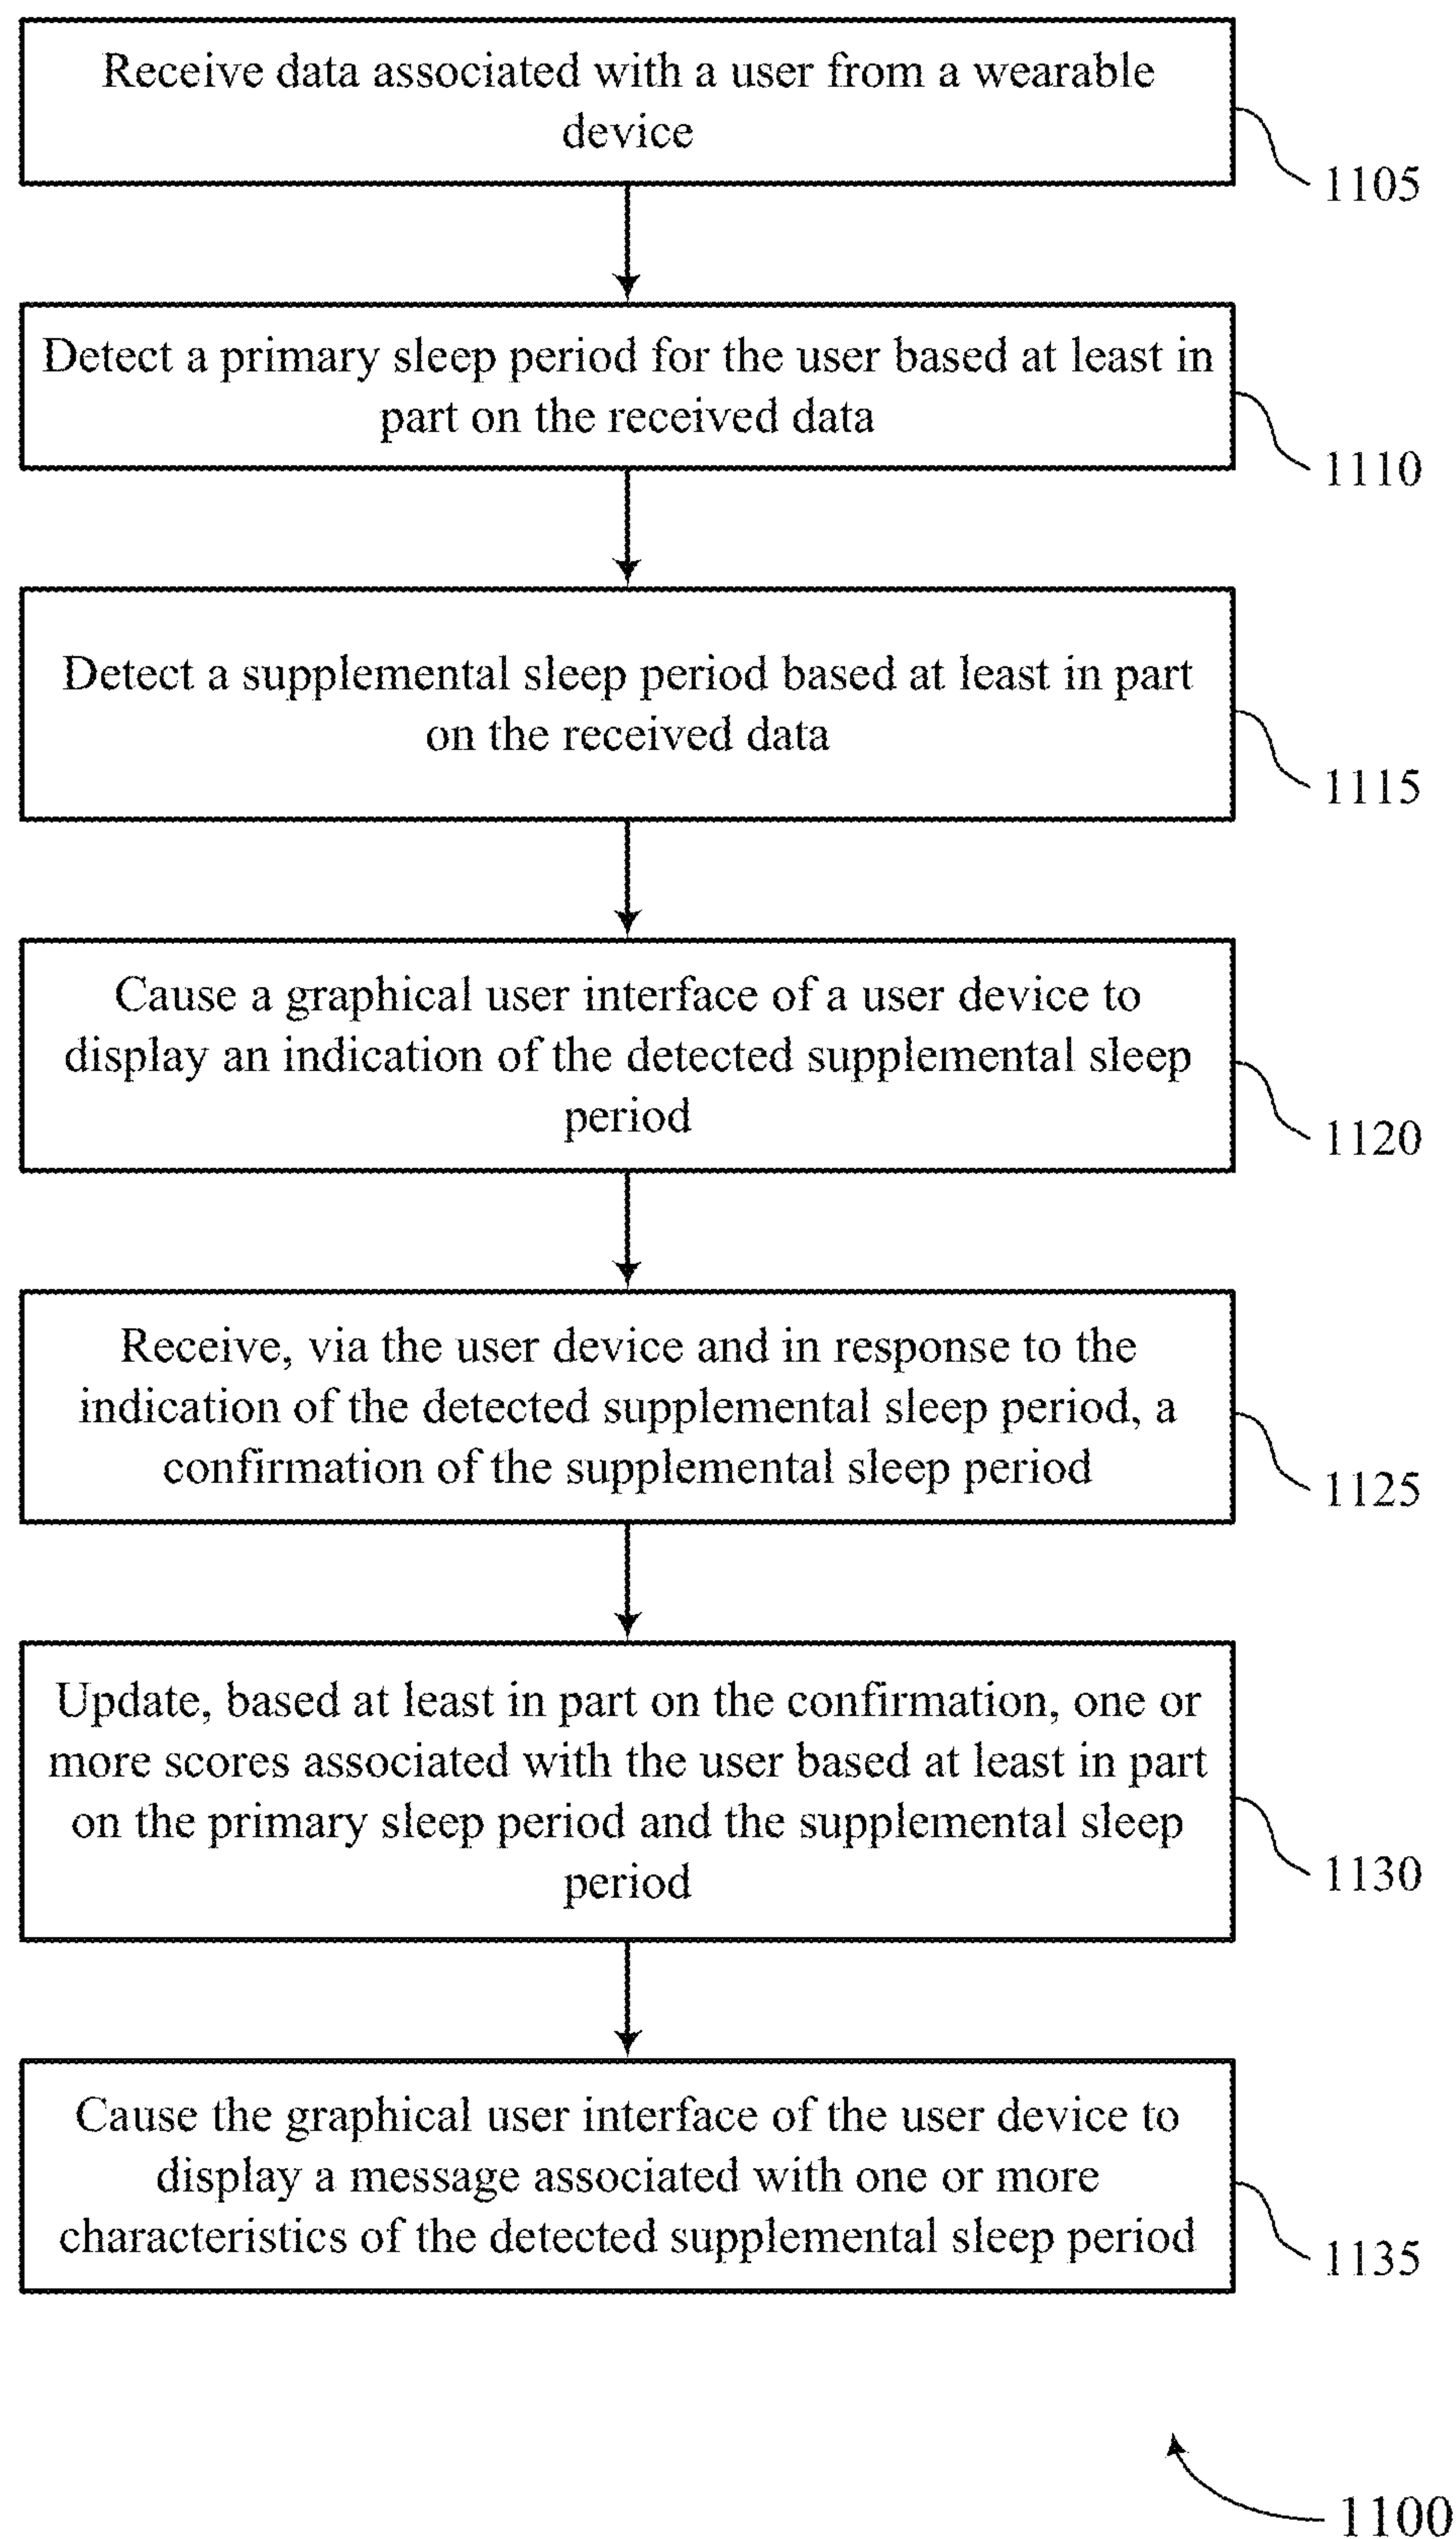 Receive data associated with a user from a wearable
device
1105
Detect a primary sleep period for the user based at least in
part on the received data
1110
Detect a supplemental sleep period based at least in part
on the received data
1115
Cause a graphical user interface of a user device to
display an indication of the detected supplemental sleep
period
1120
Receive, via the user device and in response to the
indication of the detected supplemental sleep period, a
confirmation of the supplemental sleep period
1125
Update, based at least in part on the confirmation, one or
more scores associated with the user based at least in part
on the primary sleep period and the supplemental sleep
period
1130
Cause the graphical user interface of the user device to
display a message associated with one or more
characteristics of the detected supplemental sleep period
1135
1100